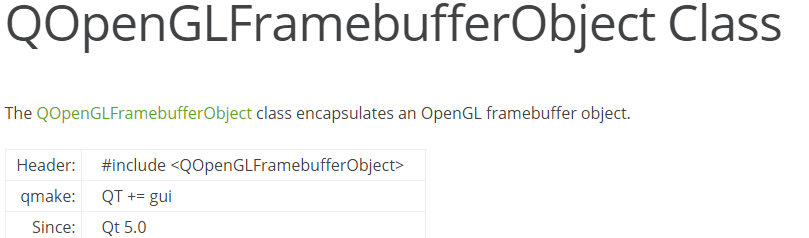 QOpenGLFramebufferObject Class
The QOpenGLFramebufferObject class encapsulates an OpenGL framebuffer object.
Header: #include <QOpenGLFramebufferObject>
qmake: QT += gui
Since: Qt 5.0